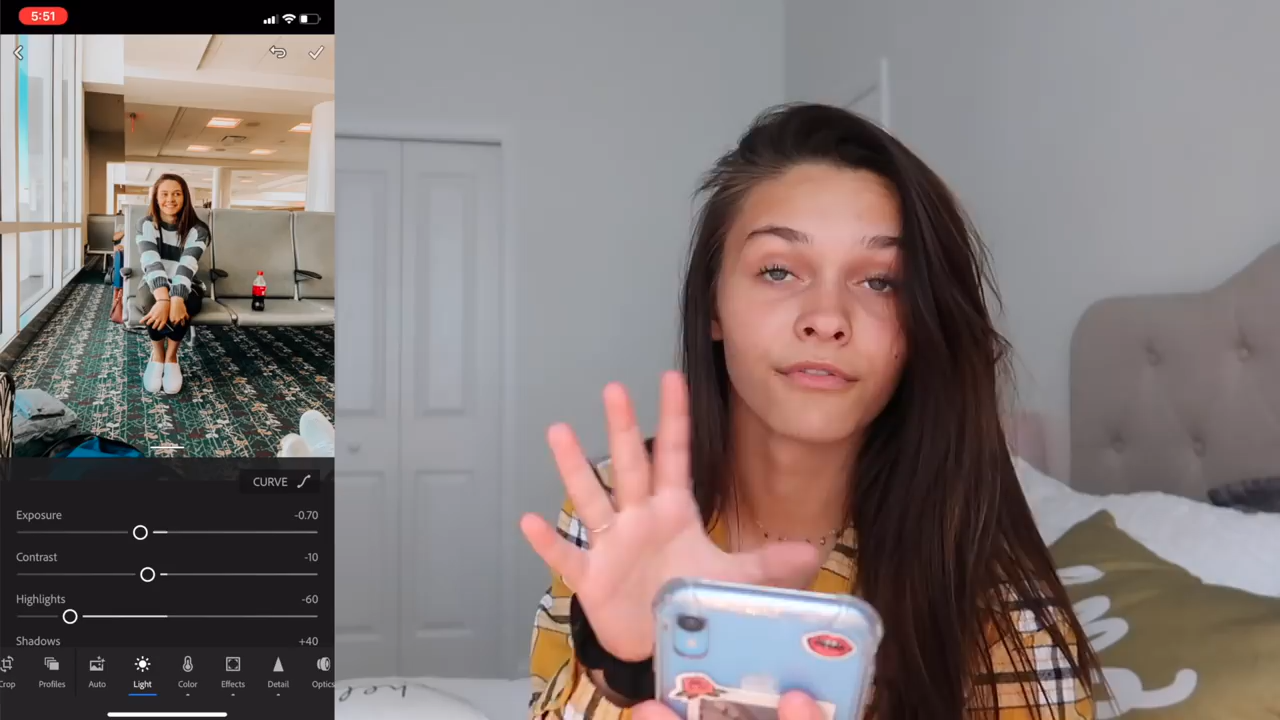 5:51
CURVE
Exposure -0.70
Contrast -10
Highlights -60
Shadows +40
Crop Profiles Auto Light Color Effects Detail Optics